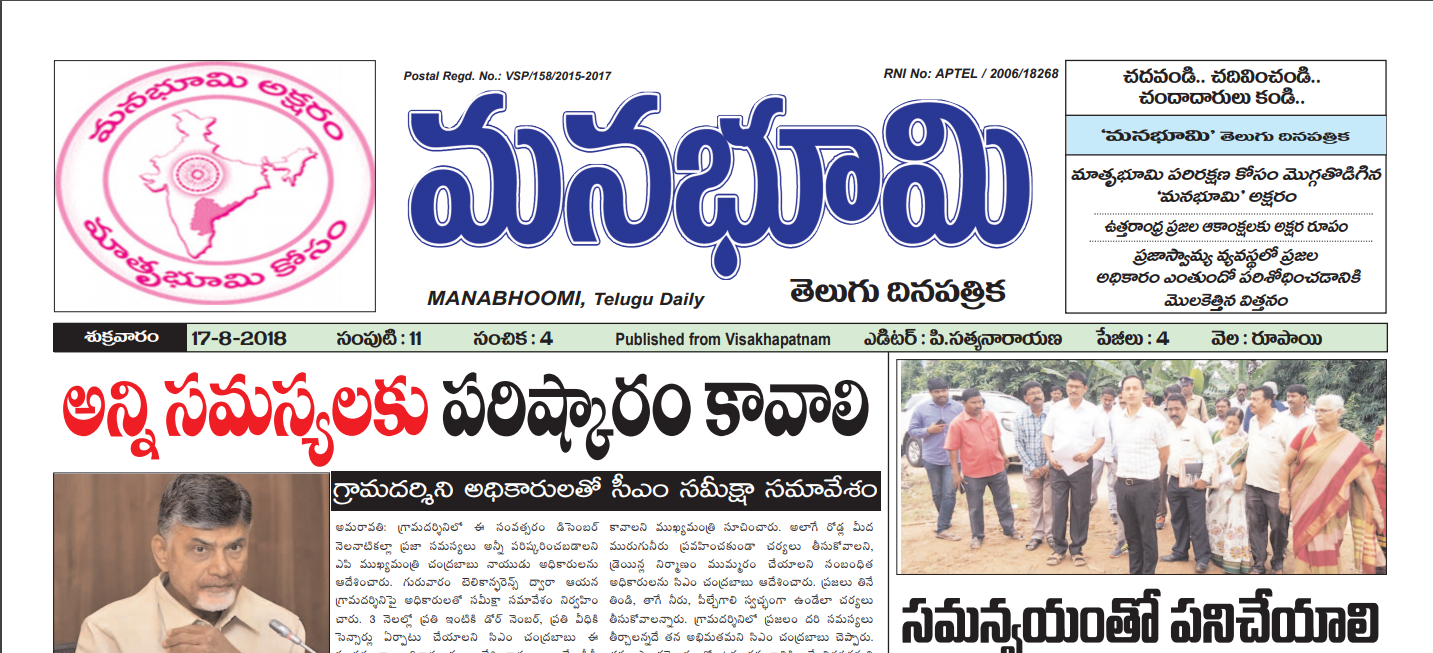 మనభూమి అక్షరం
మాతృభూమి కోసం
Postal Regd. No.: VSP/158/2015-2017
RNI No: APTEL / 2006/18268
మనభూమి
MANABHOOMI, Telugu Daily
తెలుగు దినపత్రిక
చదవండి.. చదివించండి..
చందాదారులు కండి..
‘మనభూమి’ తెలుగు దినపత్రిక
మాతృభూమి పరిరక్షణ కోసం మొగ్గతొడిగిన
‘మనభూమి’ అక్షరం
ఉత్తరాంధ్ర ప్రజల ఆకాంక్షలకు అక్షర రూపం
ప్రజాస్వామ్య వ్యవస్థలో ప్రజల
అధికారం ఎంతుందో పరిశోధించడానికి
మొలకెత్తిన విత్తనం
శుక్రవారం 17-8-2018 సంపుటి : 11 సంచిక : 4 Published from Visakhapatnam ఎడిటర్ : పి.సత్యనారాయణ పేజీలు : 4 వెల : రూపాయి
అన్ని సమస్యలకు పరిష్కారం కావాలి
గ్రామదర్శిని అధికారులతో సీఎం సమీక్షా సమావేశం
అమరావతి: గ్రామదర్శినిలో ఈ సంవత్సరం డిసెంబర్
నెలనాటికల్లా ప్రజా సమస్యలు అన్నీ పరిష్కరించబడాలని
ఎపి ముఖ్యమంత్రి చంద్రబాబు నాయుడు అధికారులను
ఆదేశించారు. గురువారం టెలికాన్ఫరెన్స్ ద్వారా ఆయన
గ్రామదర్శినిపై అధికారులతో సమీక్షా సమావేశం నిర్వహిం
చారు. 3 నెలల్లో ప్రతి ఇంటికి డోర్ నెంబర్, ప్రతి వీధికి
సెన్సార్లు ఏర్పాటు చేయాలని సిఎం చంద్రబాబు ఈ
కావాలని ముఖ్యమంత్రి సూచించారు. అలాగే రోడ్ల మీద
మురుగునీరు ప్రవహించకుండా చర్యలు తీసుకోవాలని,
డ్రెయిన్ల నిర్మాణం ముమ్మరం చేయాలని సంబంధిత
అధికారులను సిఎం చంద్రబాబు ఆదేశించారు. ప్రజలు తినే
తిండి, తాగే నీరు, పీల్చేగాలి స్వచ్ఛంగా ఉండేలా చర్యలు
తీసుకోవాలన్నారు. గ్రామదర్శినిలో ప్రజలం దరి సమస్యలు
తీర్చాలన్నదే తన అభిమతమని సిఎం చంద్రబాబు చెప్పారు.
సమన్వయంతో పనిచేయాలి